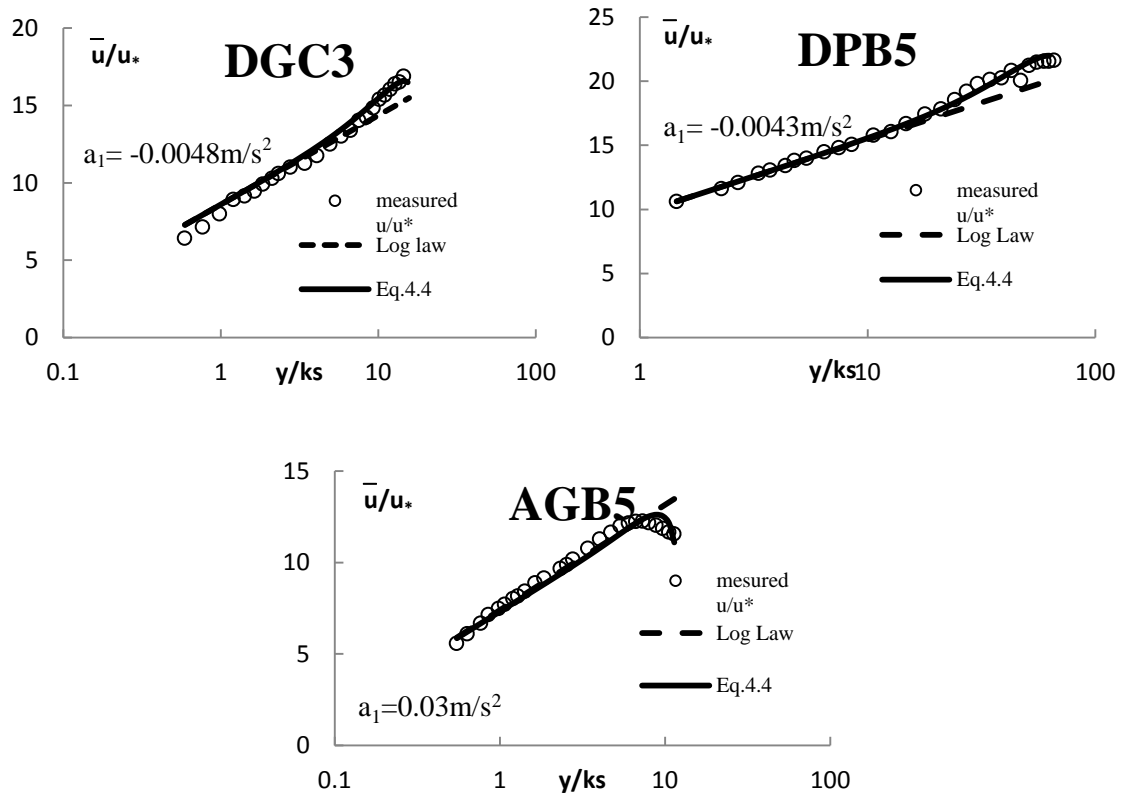 20
u̅/u*
DGC3
15
a₁= -0.0048m/s²
10
measured
u/u*
5
Log law
Eq.4.4
0
0.1 1 y/ks 10 100
25
u̅/u*
DPB5
20
a₁= -0.0043m/s²
15
10
measured
u/u*
Log Law
5
Eq.4.4
0
1 y/ks 10 100
15
u̅/u*
AGB5
10
mesured
u/u*
5
Log Law
Eq.4.4
a₁=0.03m/s²
0
0.1 1 y/ks 10 100